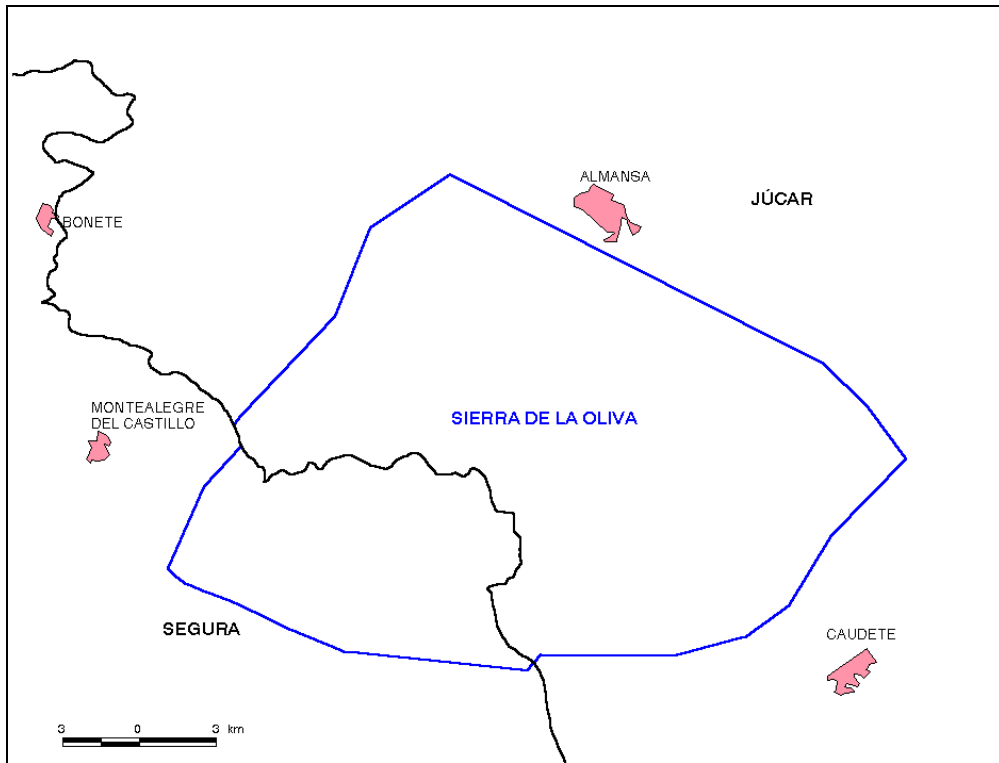 ALMANSA
JÚCAR
BONETE
MONTEALEGRE
DEL CASTILLO
SIERRA DE LA OLIVA
SEGURA
CAUDETE
3 0 3 km